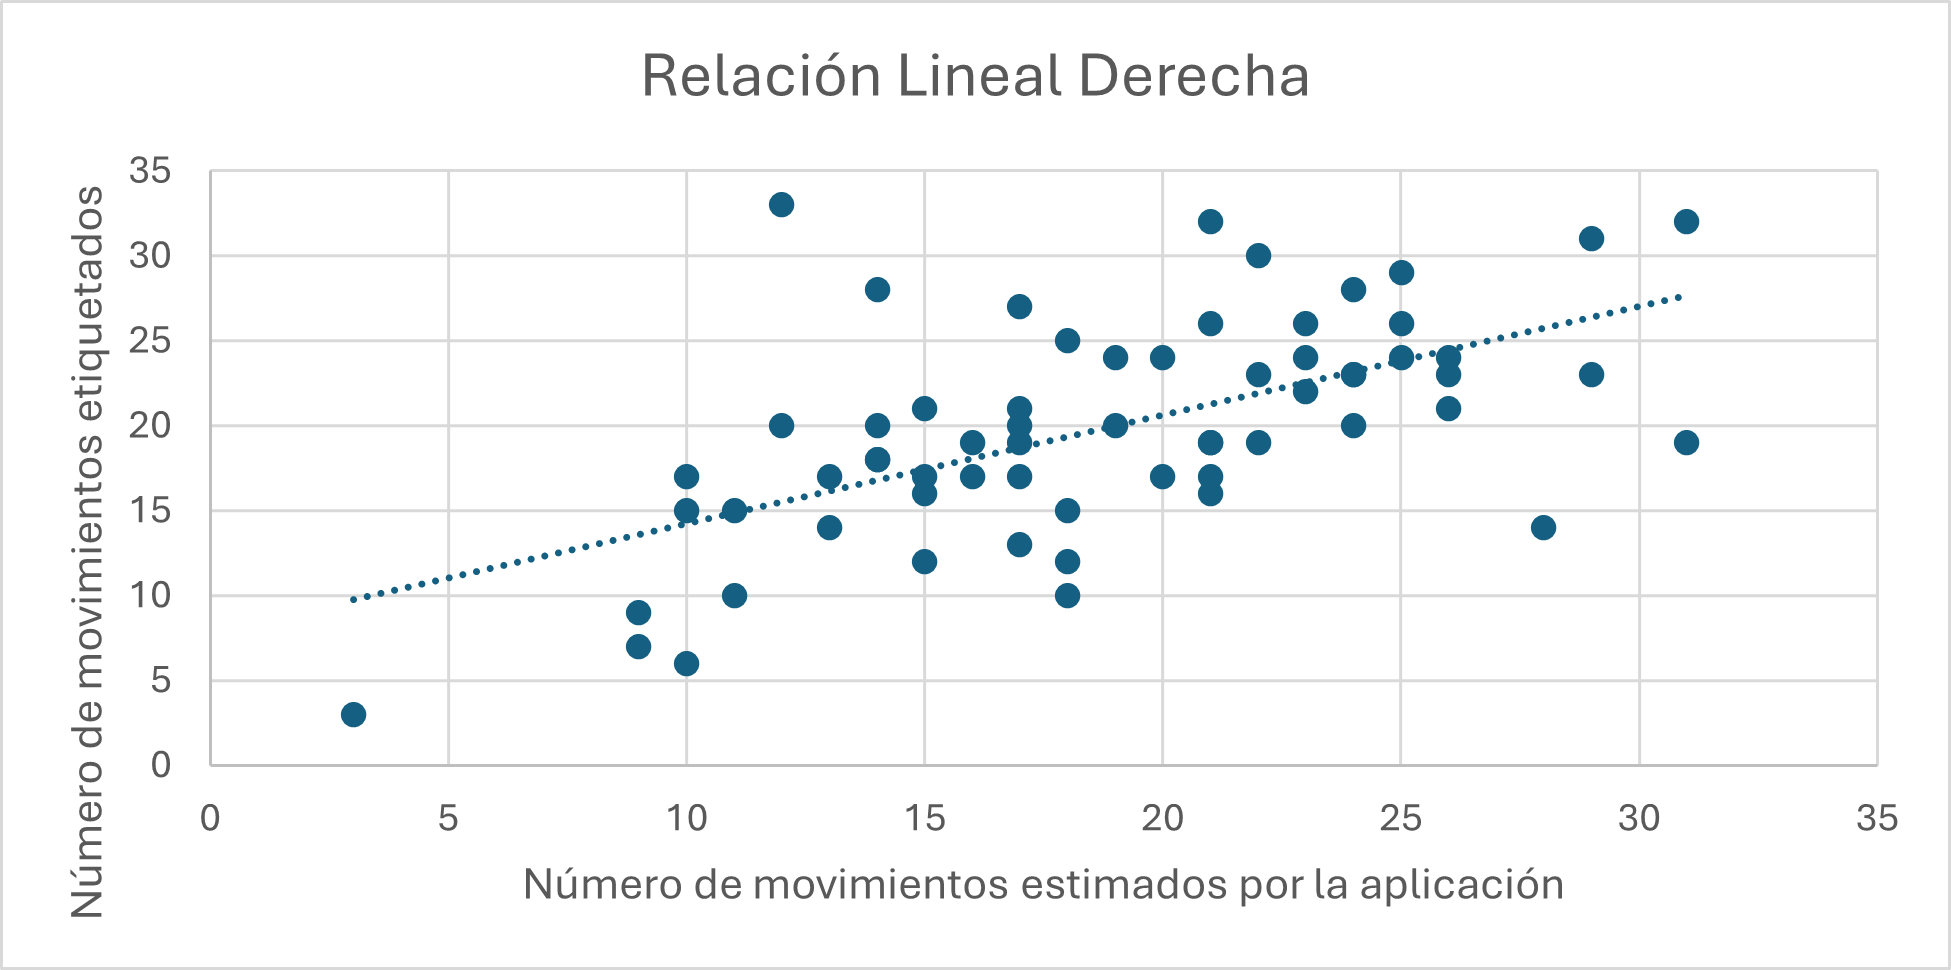 Relación Lineal Derecha
Número de movimientos etiquetados
35
30
25
20
15
10
5
0
0 5 10 15 20 25 30 35
Número de movimientos estimados por la aplicación